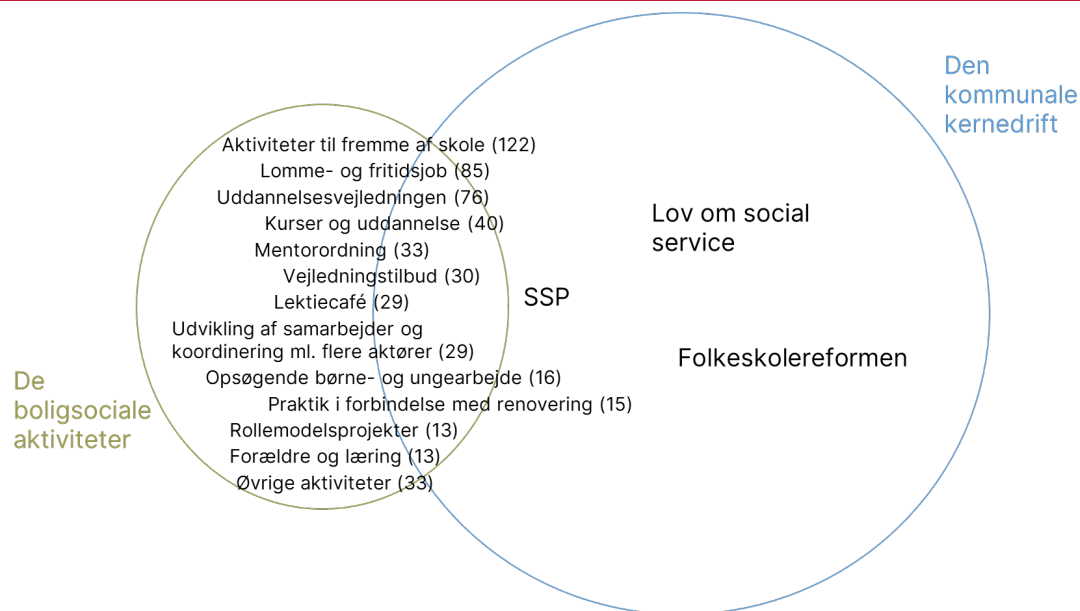 Den
kommunale
kernedrift
Aktiviteter til fremme af skole (122)
Lomme- og fritidsjob (85)
Uddannelsesvejledningen (76)
Kurser og uddannelse (40)
Mentorordning (33)
Vejledningstilbud (30)
Lektiecafé (29)
Udvikling af samarbejder og
koordinering ml. flere aktører (29)
Opsøgende børne- og ungearbejde (16)
Praktik i forbindelse med renovering (15)
Rollemodelsprojekter (13)
Forældre og læring (13)
Øvrige aktiviteter (33)
De
boligsociale
aktiviteter
SSP
Lov om social
service
Folkeskolereformen